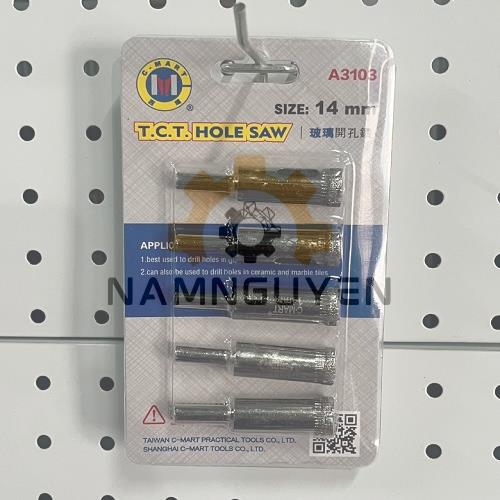 C-MART
A3103
SIZE: 14 mm
T.C.T. HOLE SAW
玻璃開孔鑽
1.best used to drill holes in
2.can also be used to drill holes in ceramic and marble tiles
NAMNGUYEN
C-MART
TAIWAN C-MART PRACTICAL TOOLS CO., LTD.
SHANGHAI C-MART TOOLS CO., LTD.